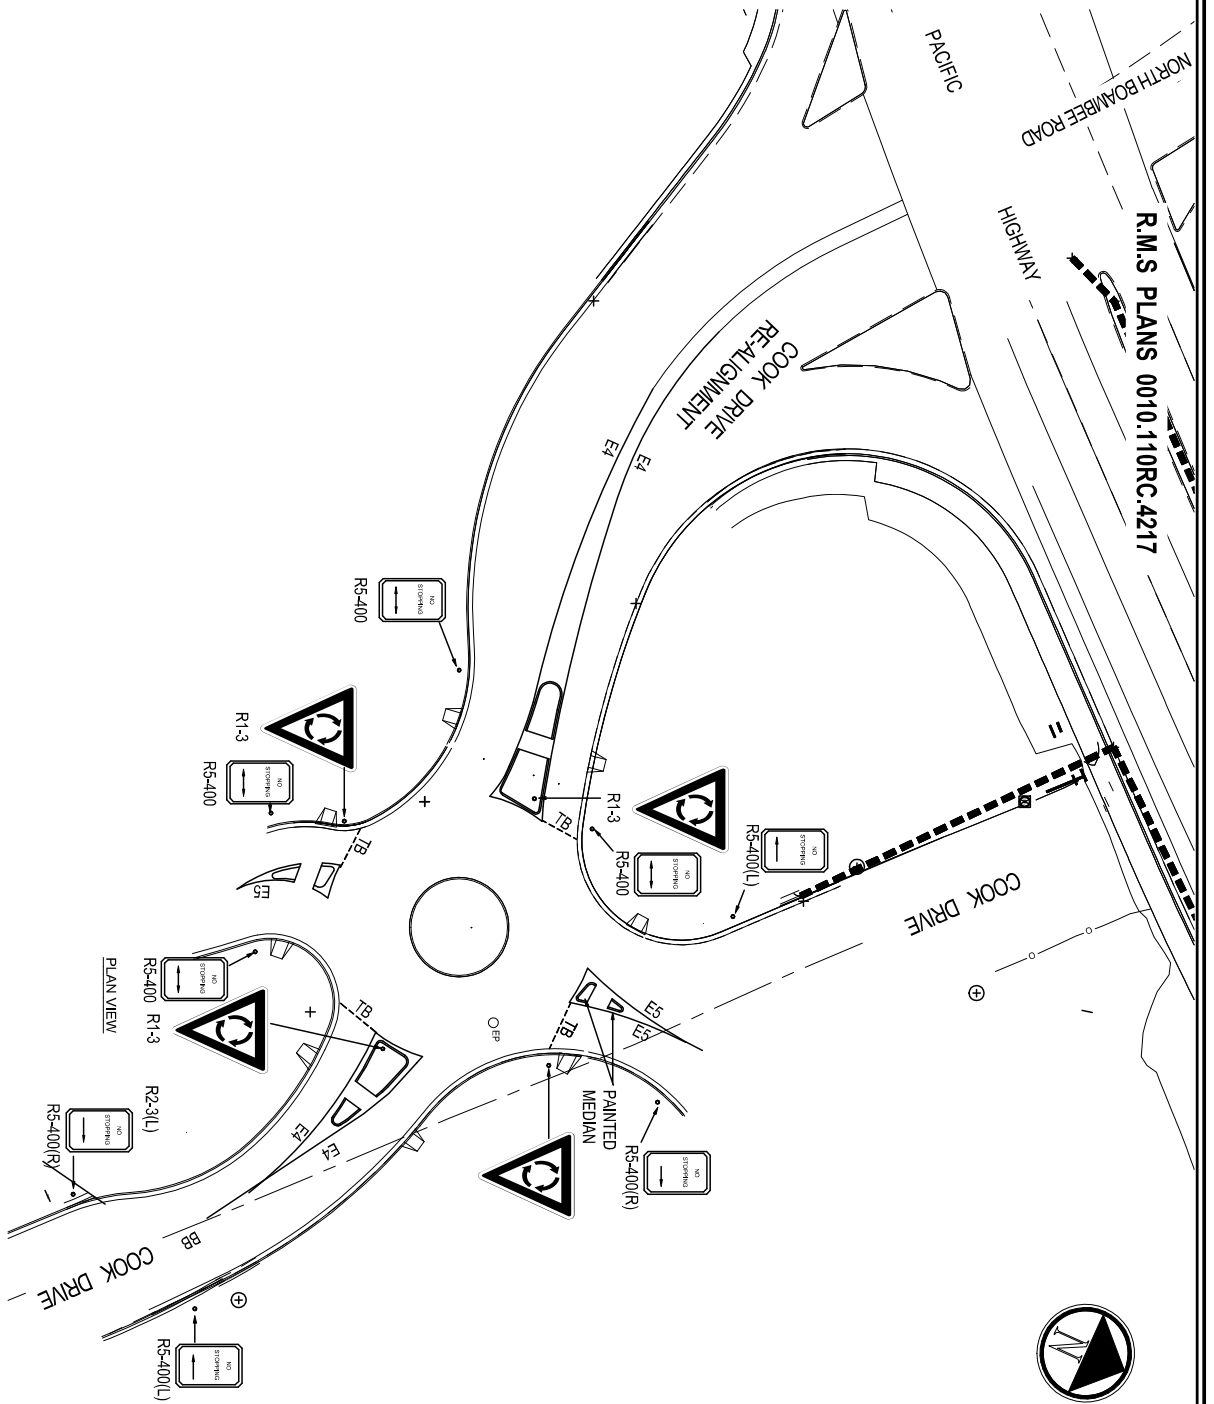 NORTH BOAMBEE ROAD
PACIFIC
HIGHWAY
R.M.S PLANS 0010.110RC.4217
COOK DRIVE
RE-ALIGNMENT
E4
E4
NO
STOPPING
R5-400
R1-3
NO
STOPPING
R5-400
TB
E5
R1-3
TB
NO
STOPPING
R5-400
NO
STOPPING
R5-400(L)
COOK DRIVE
NO
STOPPING
R5-400
R1-3
PLAN VIEW
TB
EP
E5
E5
TB
PAINTED
MEDIAN
NO
STOPPING
R5-400(R)
R2-3(L)
NO
STOPPING
R5-400(R)
E4
E4
BB
COOK DRIVE
NO
STOPPING
R5-400(L)
N